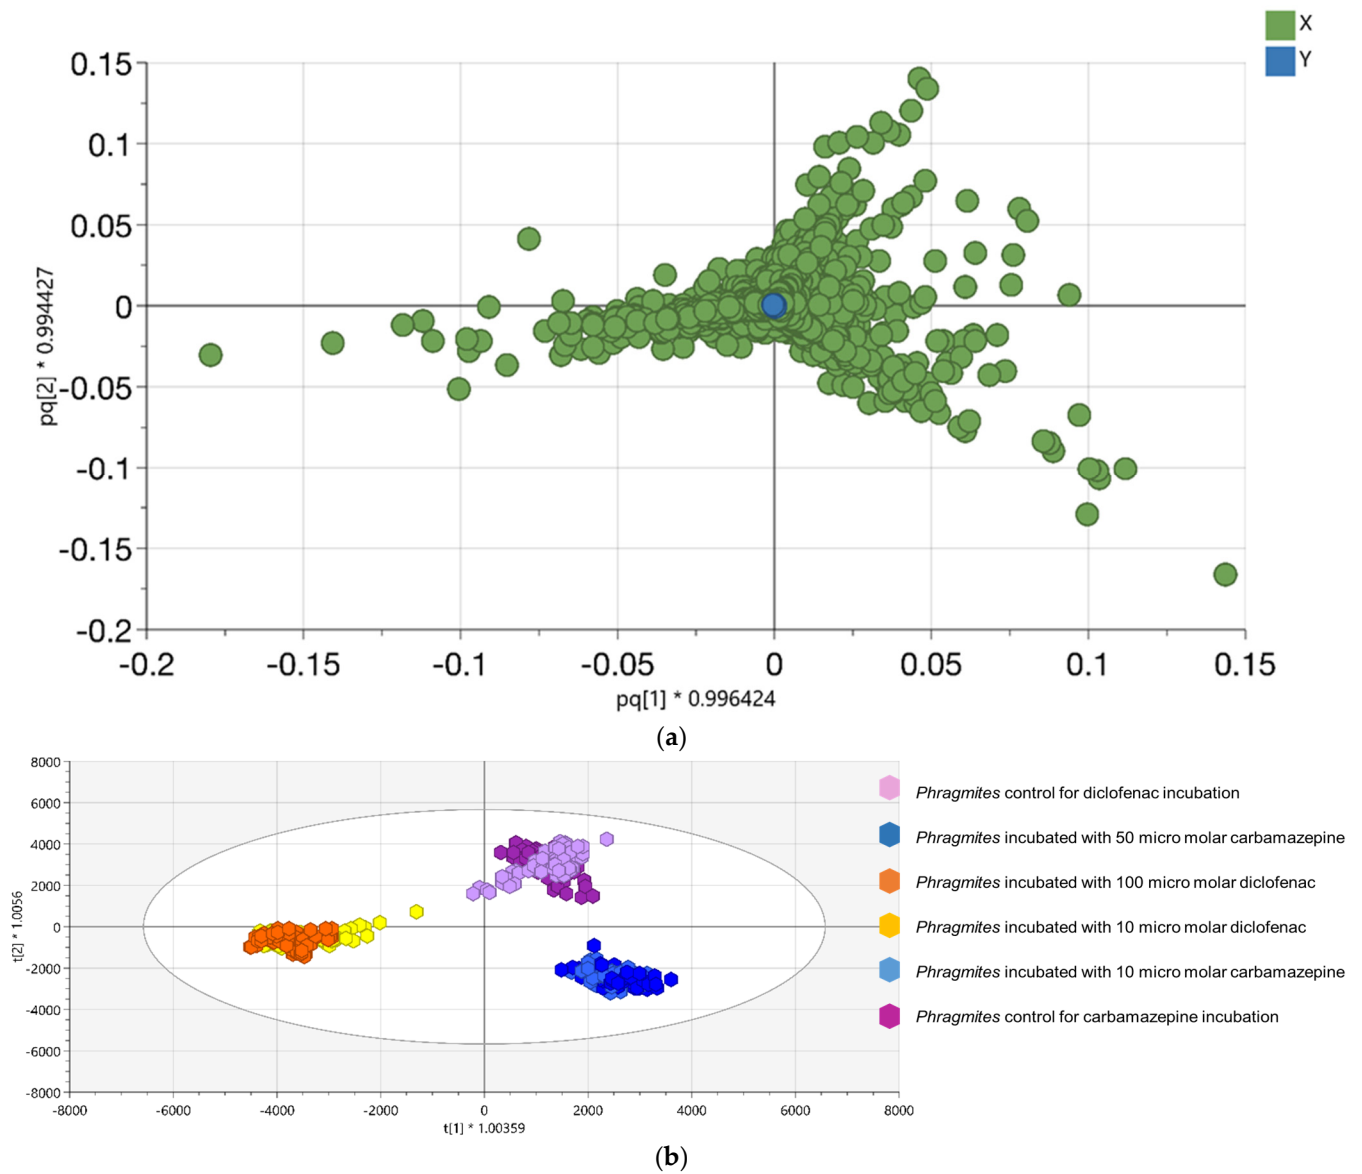 X
Y
0.15
0.1
0.05
0
-0.05
-0.1
-0.15
-0.2
pq[2] * 0.994427
-0.2 -0.15 -0.1 -0.05 0 0.05 0.1 0.15
pq[1] * 0.996424
(a)
8000
6000
4000
2000
0
-2000
-4000
-6000
-8000
t[2] * 1.0056
-8000 -6000 -4000 -2000 0 2000 4000 6000 8000
t[1] * 1.00359
Phragmites control for diclofenac incubation
Phragmites incubated with 50 micro molar carbamazepine
Phragmites incubated with 100 micro molar diclofenac
Phragmites incubated with 10 micro molar diclofenac
Phragmites incubated with 10 micro molar carbamazepine
Phragmites control for carbamazepine incubation
(b)